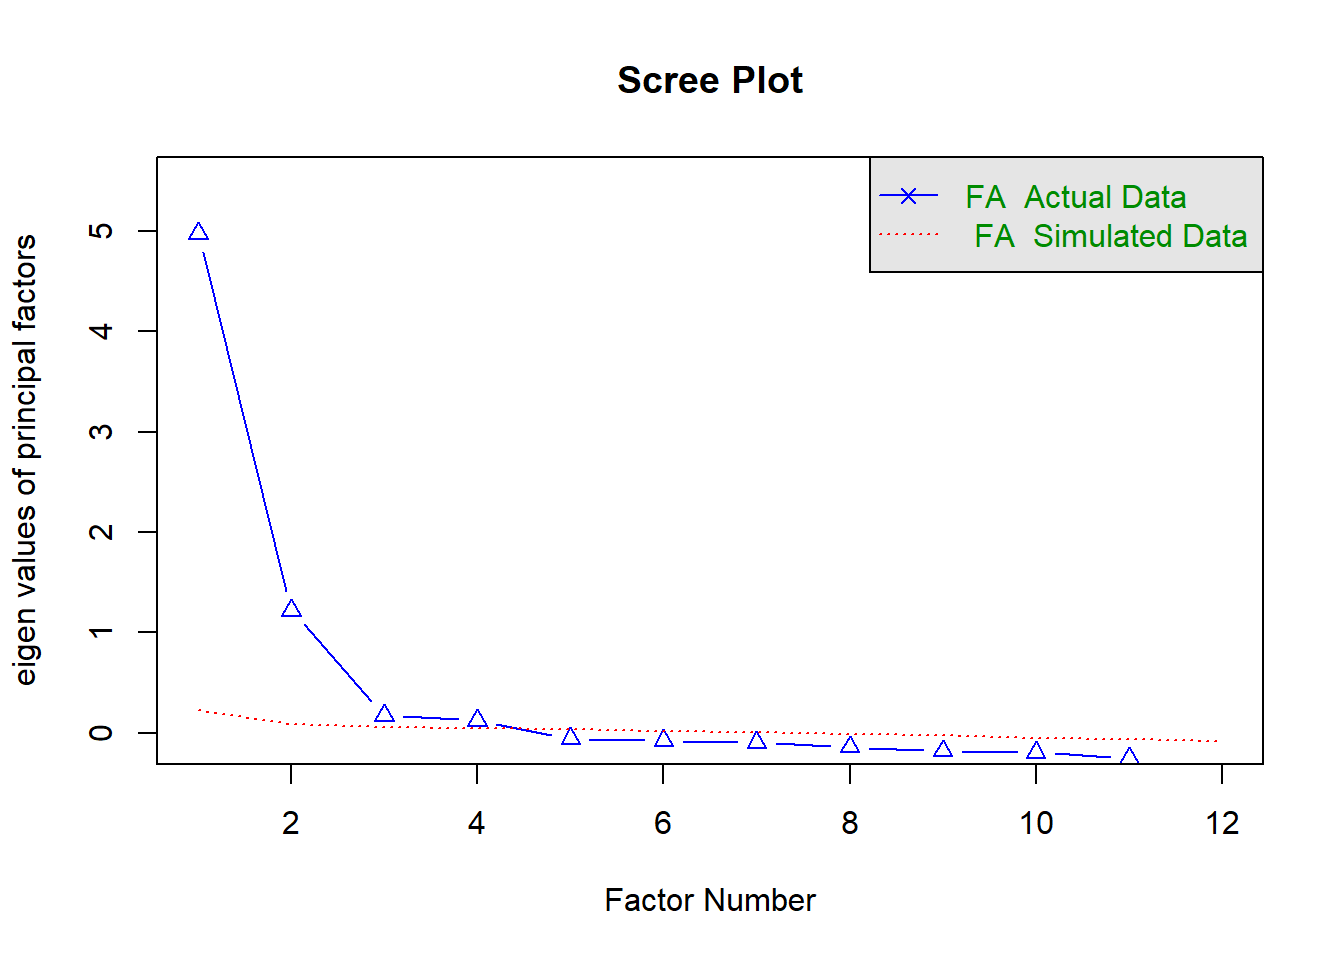 Scree Plot
FA  Actual Data
FA  Simulated Data
eigen values of principal factors
5
4
3
2
1
0
2 4 6 8 10 12
Factor Number